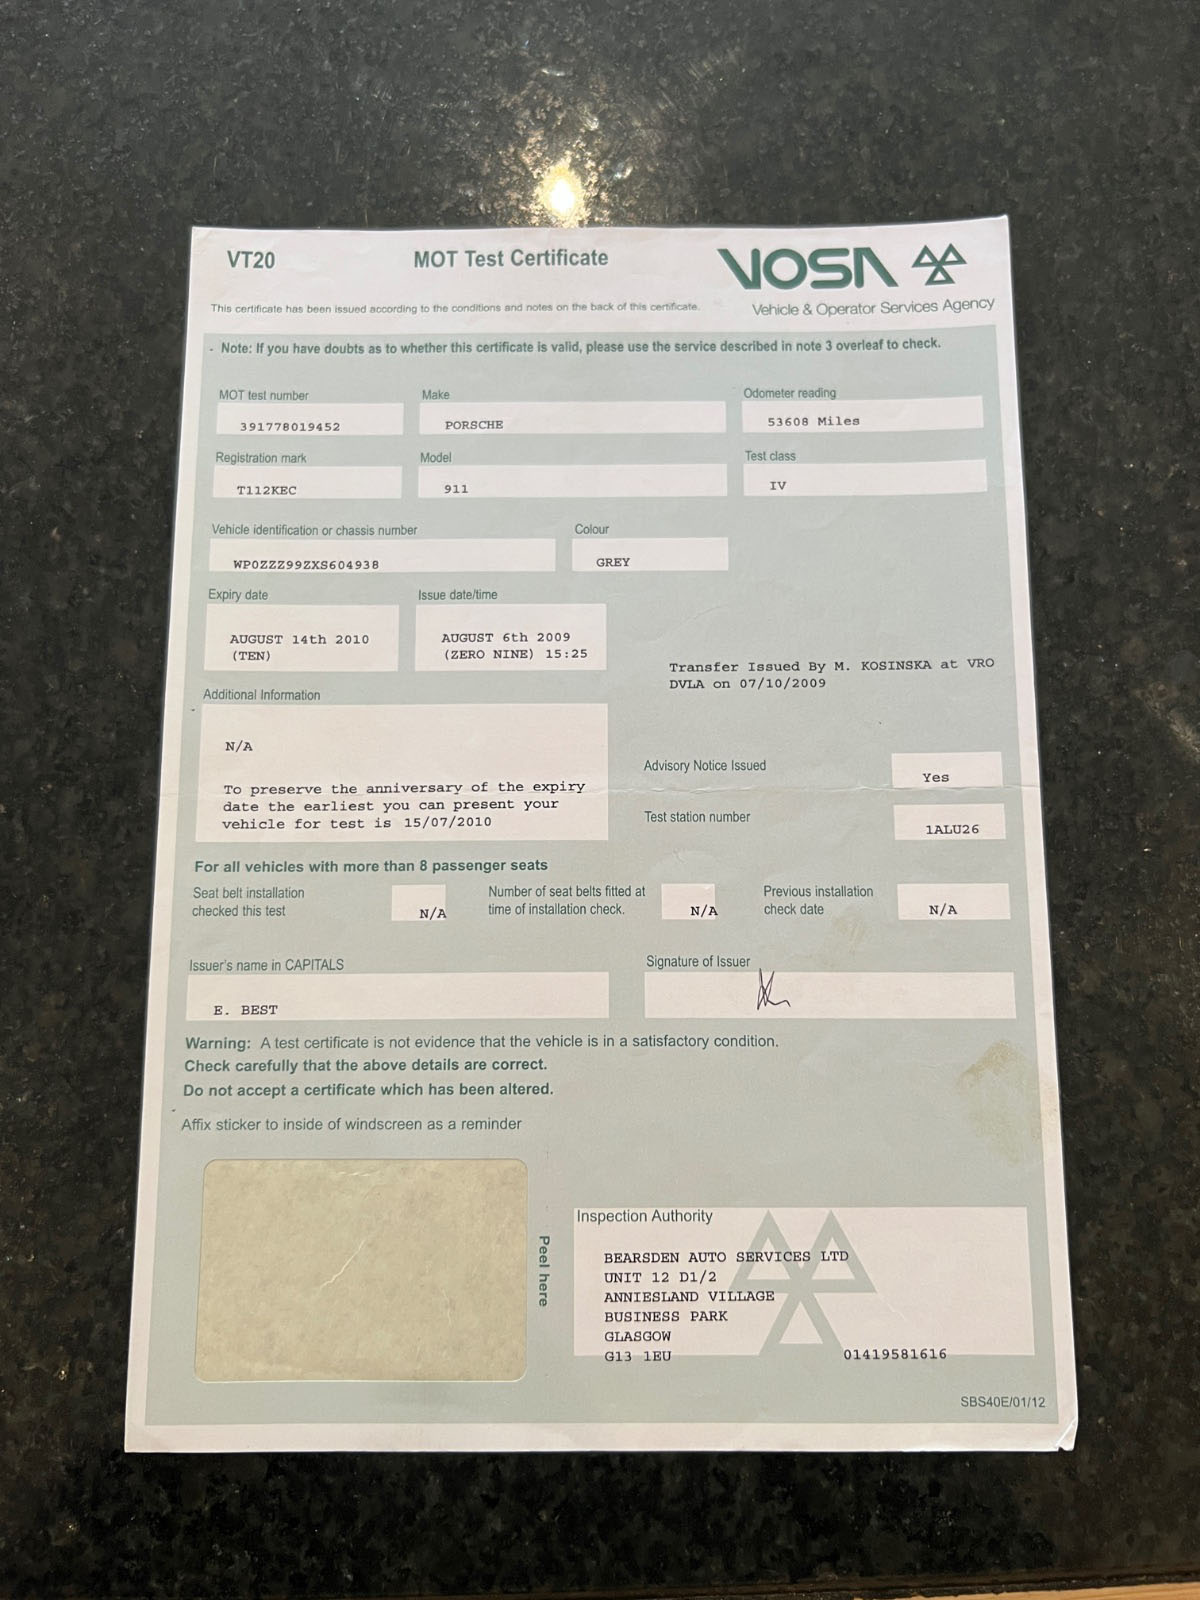 VT20
MOT Test Certificate
VOSA
This certificate has been issued according to the conditions and notes on the back of this certificate.
Vehicle & Operator Services Agency
Note: If you have doubts as to whether this certificate is valid, please use the service described in note 3 overleaf to check.
MOT test number
Make
Odometer reading
391778019452
PORSCHE
53608 Miles
Registration mark
Model
Test class
T112KEC
911
IV
Vehicle identification or chassis number
Colour
WP0ZZZ99ZXS604938
GREY
Expiry date
Issue date/time
AUGUST 14th 2010
(TEN)
AUGUST 6th 2009
(ZERO NINE) 15:25
Transfer Issued By M. KOSINSKA at VRO
DVLA on 07/10/2009
Additional Information
N/A
To preserve the anniversary of the expiry
date the earliest you can present your
vehicle for test is 15/07/2010
Advisory Notice Issued
Yes
Test station number
1ALU26
For all vehicles with more than 8 passenger seats
Seat belt installation
checked this test
N/A
Number of seat belts fitted at
time of installation check.
N/A
Previous installation
check date
N/A
Issuer's name in CAPITALS
Signature of Issuer
E. BEST
Warning: A test certificate is not evidence that the vehicle is in a satisfactory condition.
Check carefully that the above details are correct.
Do not accept a certificate which has been altered.
Affix sticker to inside of windscreen as a reminder
Peel here
Inspection Authority
BEARSDEN AUTO SERVICES LTD
UNIT 12 D1/2
ANNIESLAND VILLAGE
BUSINESS PARK
GLASGOW
G13 1EU
01419581616
SBS40E/01/12